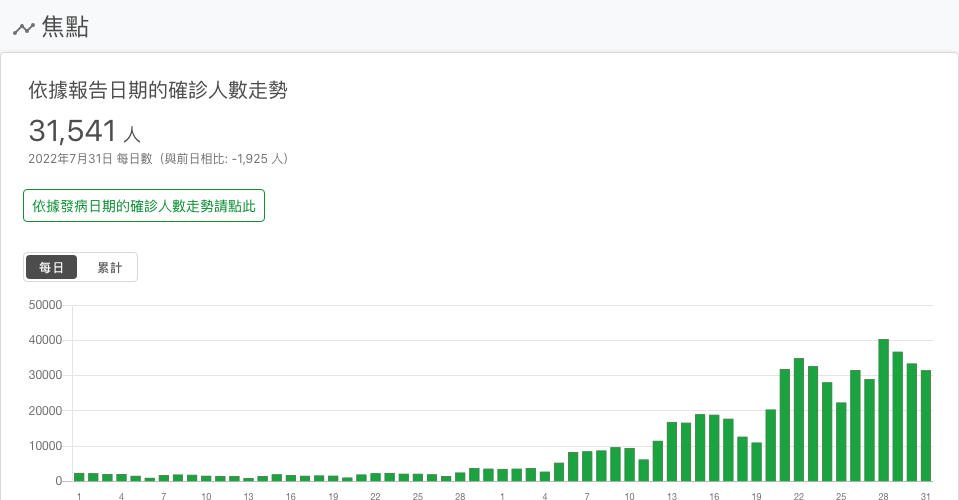 焦點
依據報告日期的確診人數走勢
31,541 人
2022年7月31日 每日數（與前日相比: -1,925 人）
依據發病日期的確診人數走勢請點此
每日 累計
50000
40000
30000
20000
10000
0
1 4 7 10 13 16 19 22 25 28 1 4 7 10 13 16 19 22 25 28 31